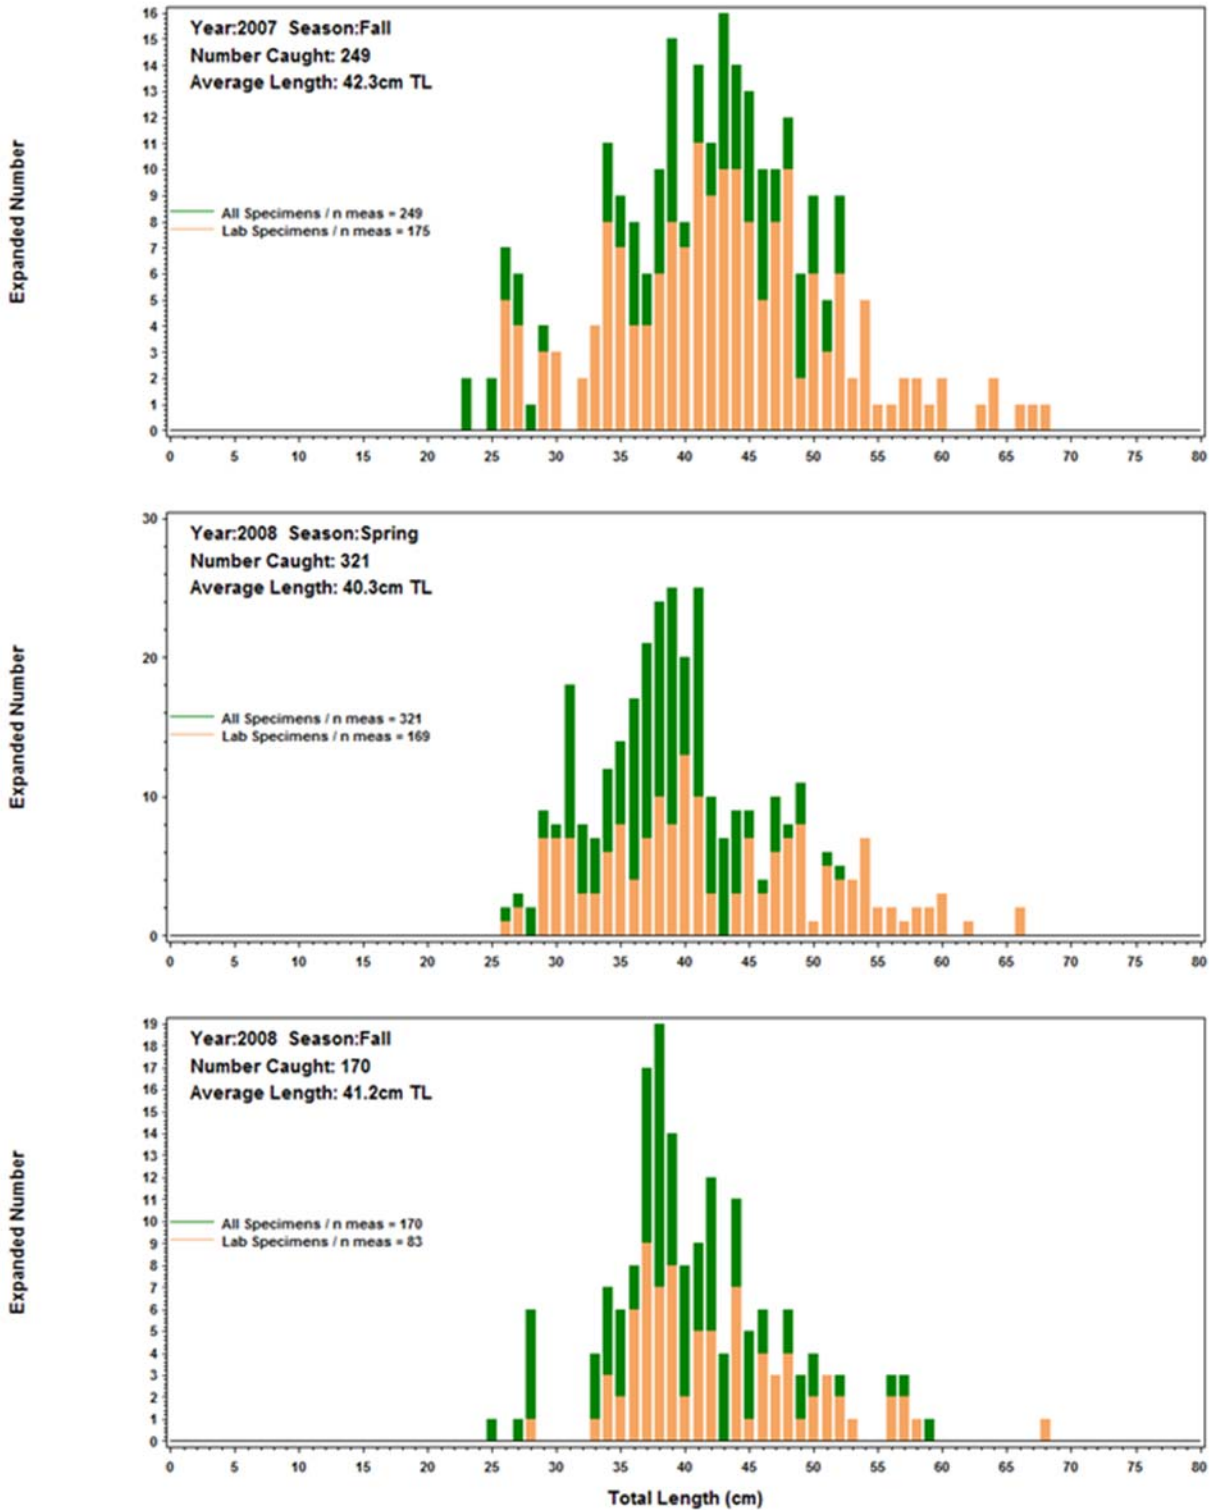 Year:2007 Season:Fall
Number Caught: 249
Average Length: 42.3cm TL
Expanded Number
All Specimens / n meas = 249
Lab Specimens / n meas = 175
16
15
14
13
12
11
10
9
8
7
6
5
4
3
2
1
0
0 5 10 15 20 25 30 35 40 45 50 55 60 65 70 75 80
Year:2008 Season:Spring
Number Caught: 321
Average Length: 40.3cm TL
Expanded Number
All Specimens / n meas = 321
Lab Specimens / n meas = 169
30
20
10
0
0 5 10 15 20 25 30 35 40 45 50 55 60 65 70 75 80
Year:2008 Season:Fall
Number Caught: 170
Average Length: 41.2cm TL
Expanded Number
All Specimens / n meas = 170
Lab Specimens / n meas = 83
19
18
17
16
15
14
13
12
11
10
9
8
7
6
5
4
3
2
1
0
0 5 10 15 20 25 30 35 40 45 50 55 60 65 70 75 80
Total Length (cm)